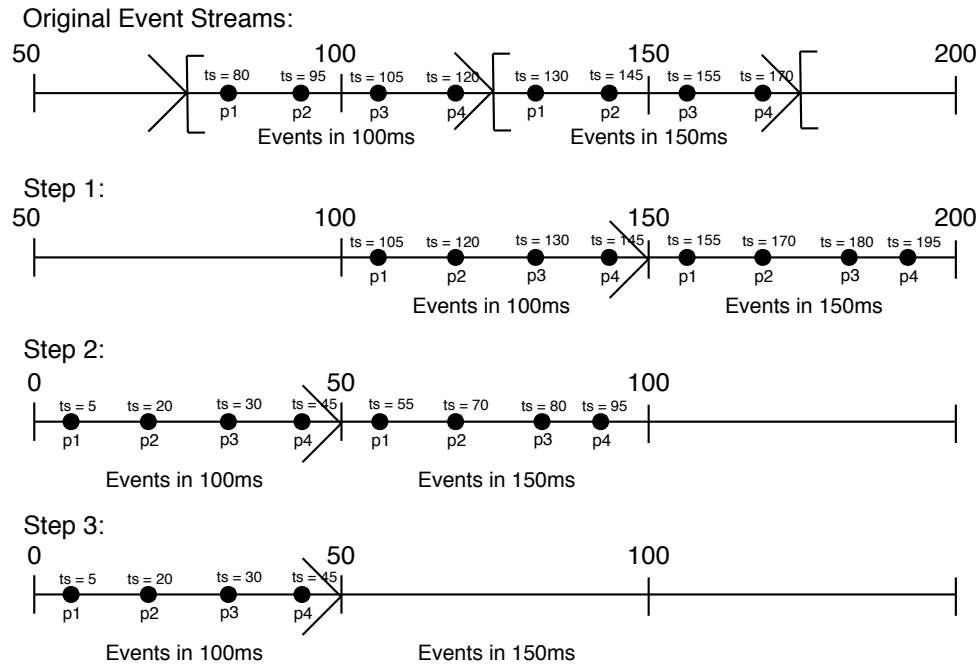 Original Event Streams:
50 100 150 200
ts = 80 ts = 95 ts = 105 ts = 120 ts = 130 ts = 145 ts = 155 ts = 170
p1 p2 p3 p4 p1 p2 p3 p4
Events in 100ms Events in 150ms
Step 1:
50 100 150 200
ts = 105 ts = 120 ts = 130 ts = 145 ts = 155 ts = 170 ts = 180 ts = 195
p1 p2 p3 p4 p1 p2 p3 p4
Events in 100ms Events in 150ms
Step 2:
0 50 100
ts = 5 ts = 20 ts = 30 ts = 45 ts = 55 ts = 70 ts = 80 ts = 95
p1 p2 p3 p4 p1 p2 p3 p4
Events in 100ms Events in 150ms
Step 3:
0 50 100
ts = 5 ts = 20 ts = 30 ts = 45
p1 p2 p3 p4
Events in 100ms Events in 150ms